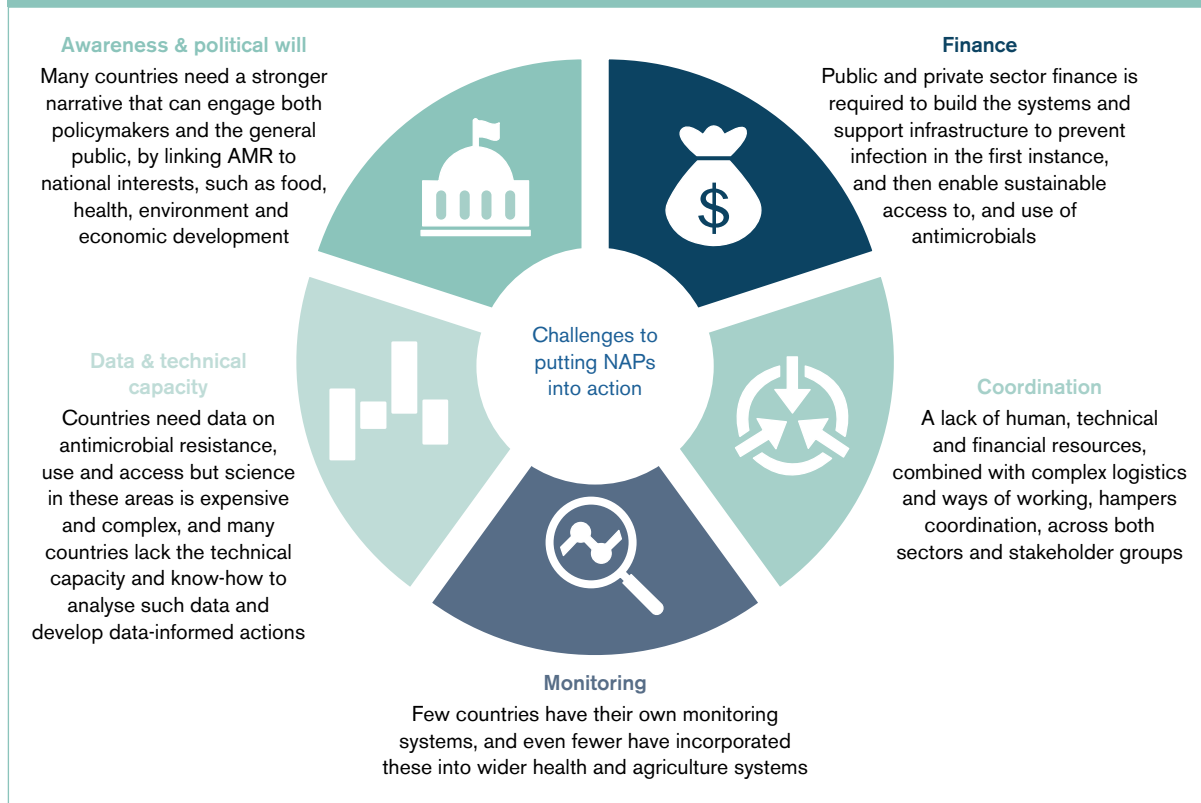 Awareness & political will
Many countries need a stronger
narrative that can engage both
policymakers and the general
public, by linking AMR to
national interests, such as food,
health, environment and
economic development
Finance
Public and private sector finance is
required to build the systems and
support infrastructure to prevent
infection in the first instance,
and then enable sustainable
access to, and use of
antimicrobials
$
Challenges to
putting NAPs
into action
Data & technical
capacity
Countries need data on
antimicrobial resistance,
use and access but science
in these areas is expensive
and complex, and many
countries lack the technical
capacity and know-how to
analyse such data and
develop data-informed actions
Coordination
A lack of human, technical
and financial resources,
combined with complex logistics
and ways of working, hampers
coordination, across both
sectors and stakeholder groups
Monitoring
Few countries have their own monitoring
systems, and even fewer have incorporated
these into wider health and agriculture systems